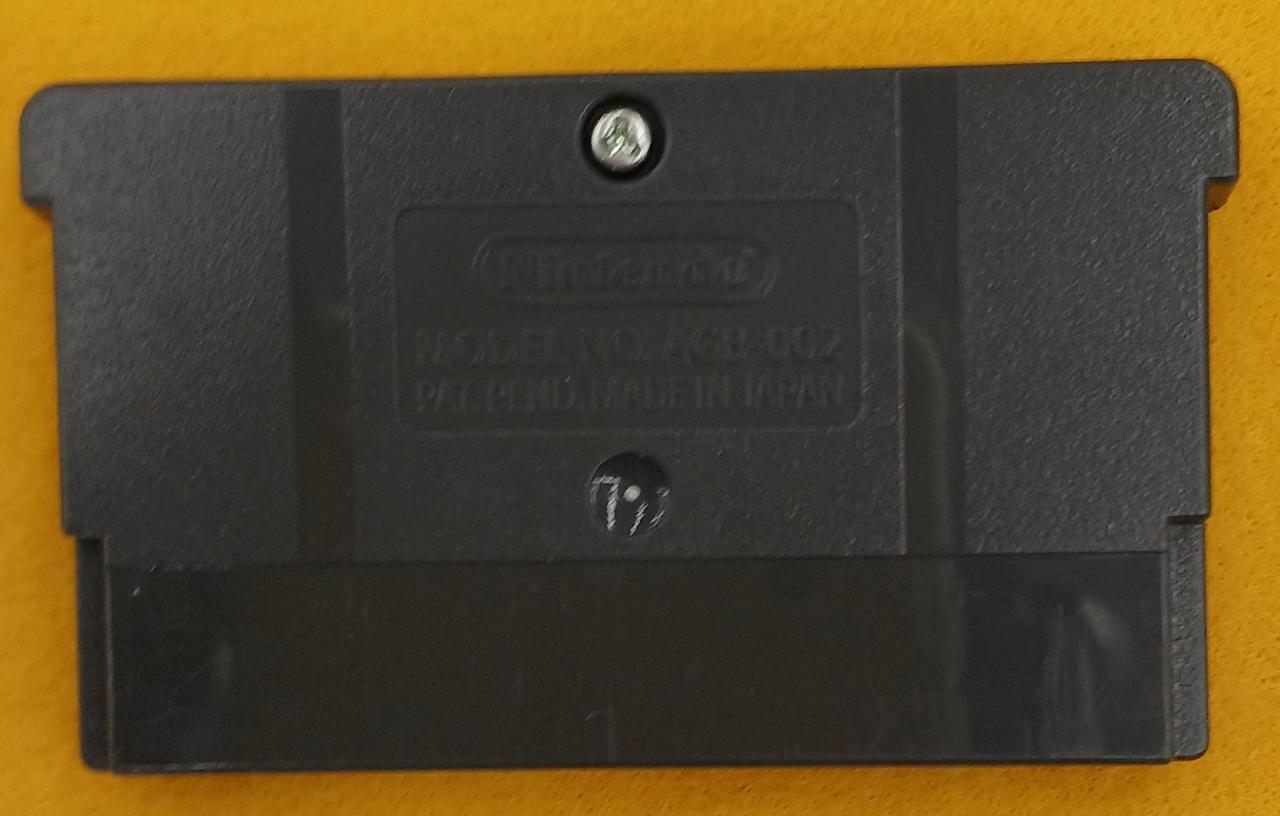 Nintendo
MODEL NO. AGB-002
PAT. PEND. MADE IN JAPAN